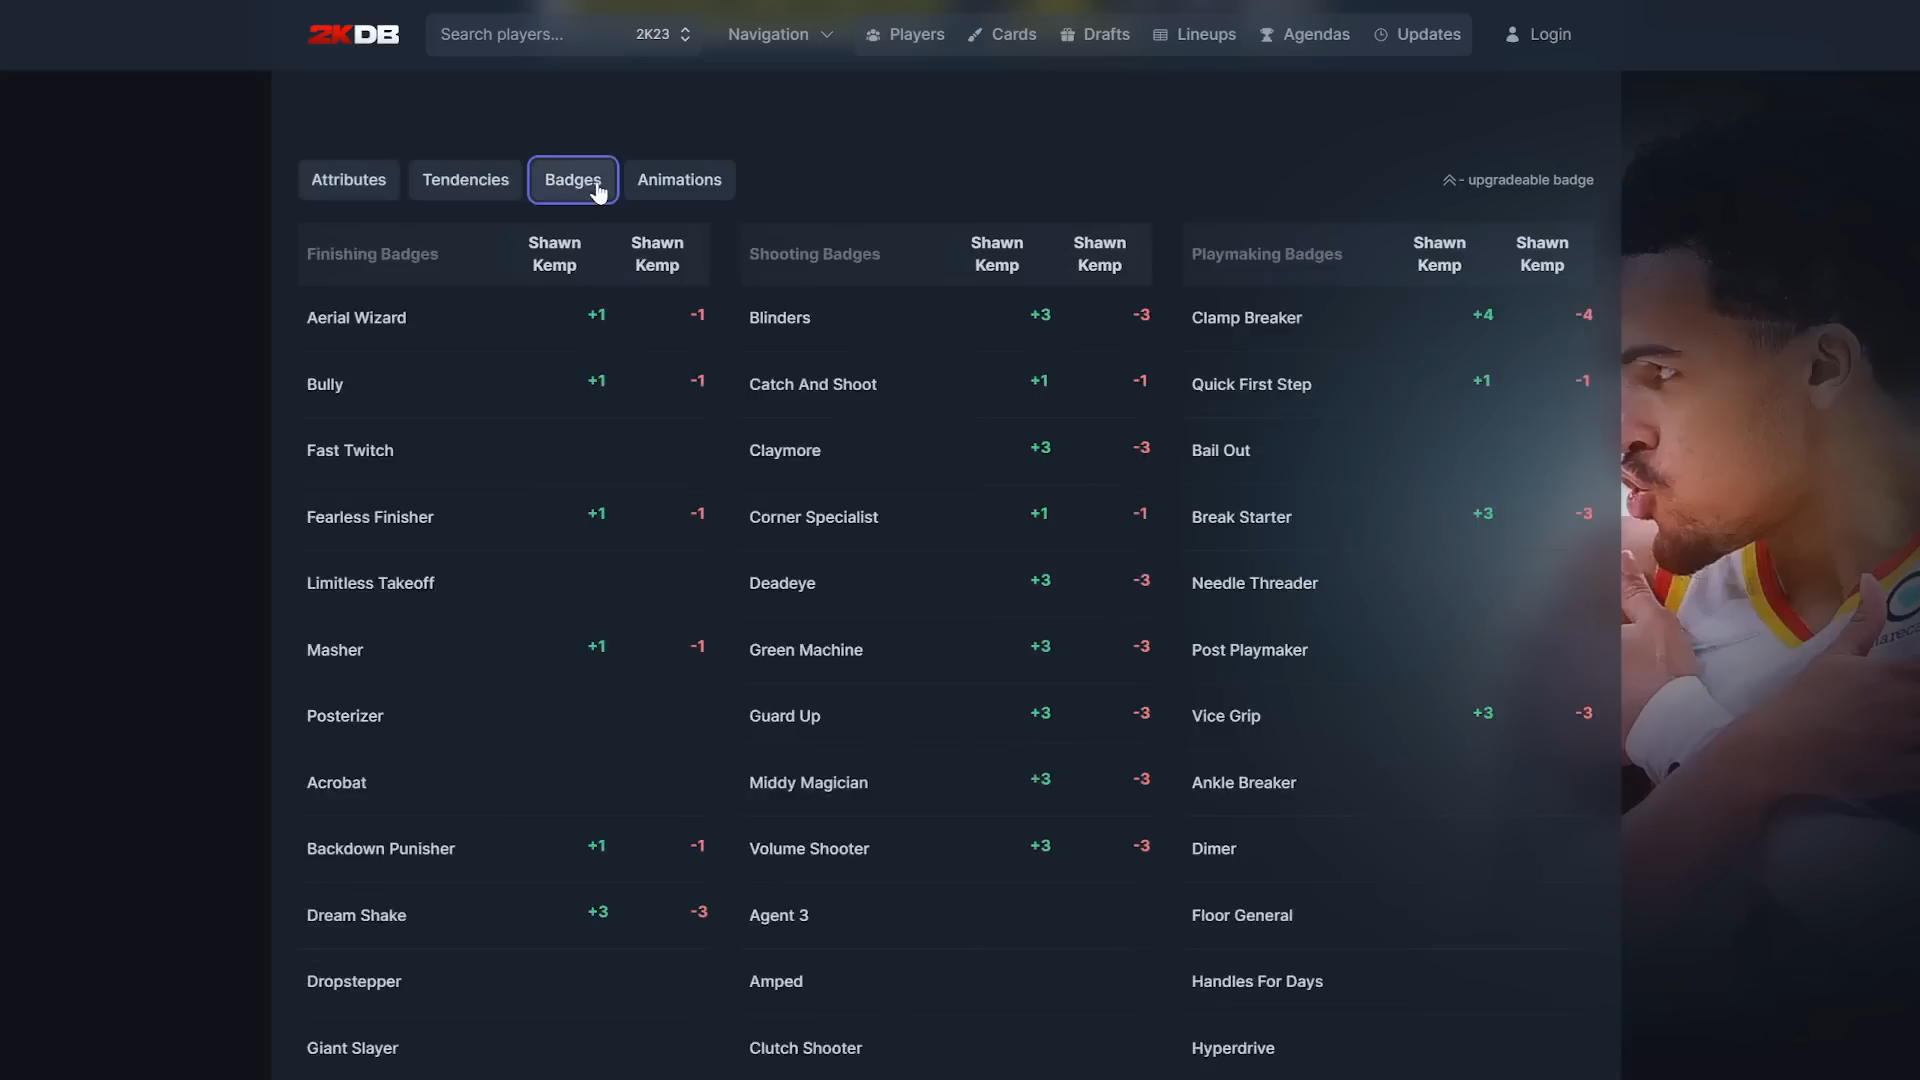 2KDB
Search players...
2K23
Navigation
Players
Cards
Drafts
Lineups
Agendas
Updates
Login
Attributes
Tendencies
Badges
Animations
- upgradeable badge
Finishing Badges Shawn Kemp Shawn Kemp
Aerial Wizard +1 -1
Bully +1 -1
Fast Twitch
Fearless Finisher +1 -1
Limitless Takeoff
Masher +1 -1
Posterizer
Acrobat
Backdown Punisher +1 -1
Dream Shake +3 -3
Dropstepper
Giant Slayer
Shooting Badges Shawn Kemp Shawn Kemp
Blinders +3 -3
Catch And Shoot +1 -1
Claymore +3 -3
Corner Specialist +1 -1
Deadeye +3 -3
Green Machine +3 -3
Guard Up +3 -3
Middy Magician +3 -3
Volume Shooter +3 -3
Agent 3
Amped
Clutch Shooter
Playmaking Badges Shawn Kemp Shawn Kemp
Clamp Breaker +4 -4
Quick First Step +1 -1
Bail Out
Break Starter +3 -3
Needle Threader
Post Playmaker
Vice Grip +3 -3
Ankle Breaker
Dimer
Floor General
Handles For Days
Hyperdrive